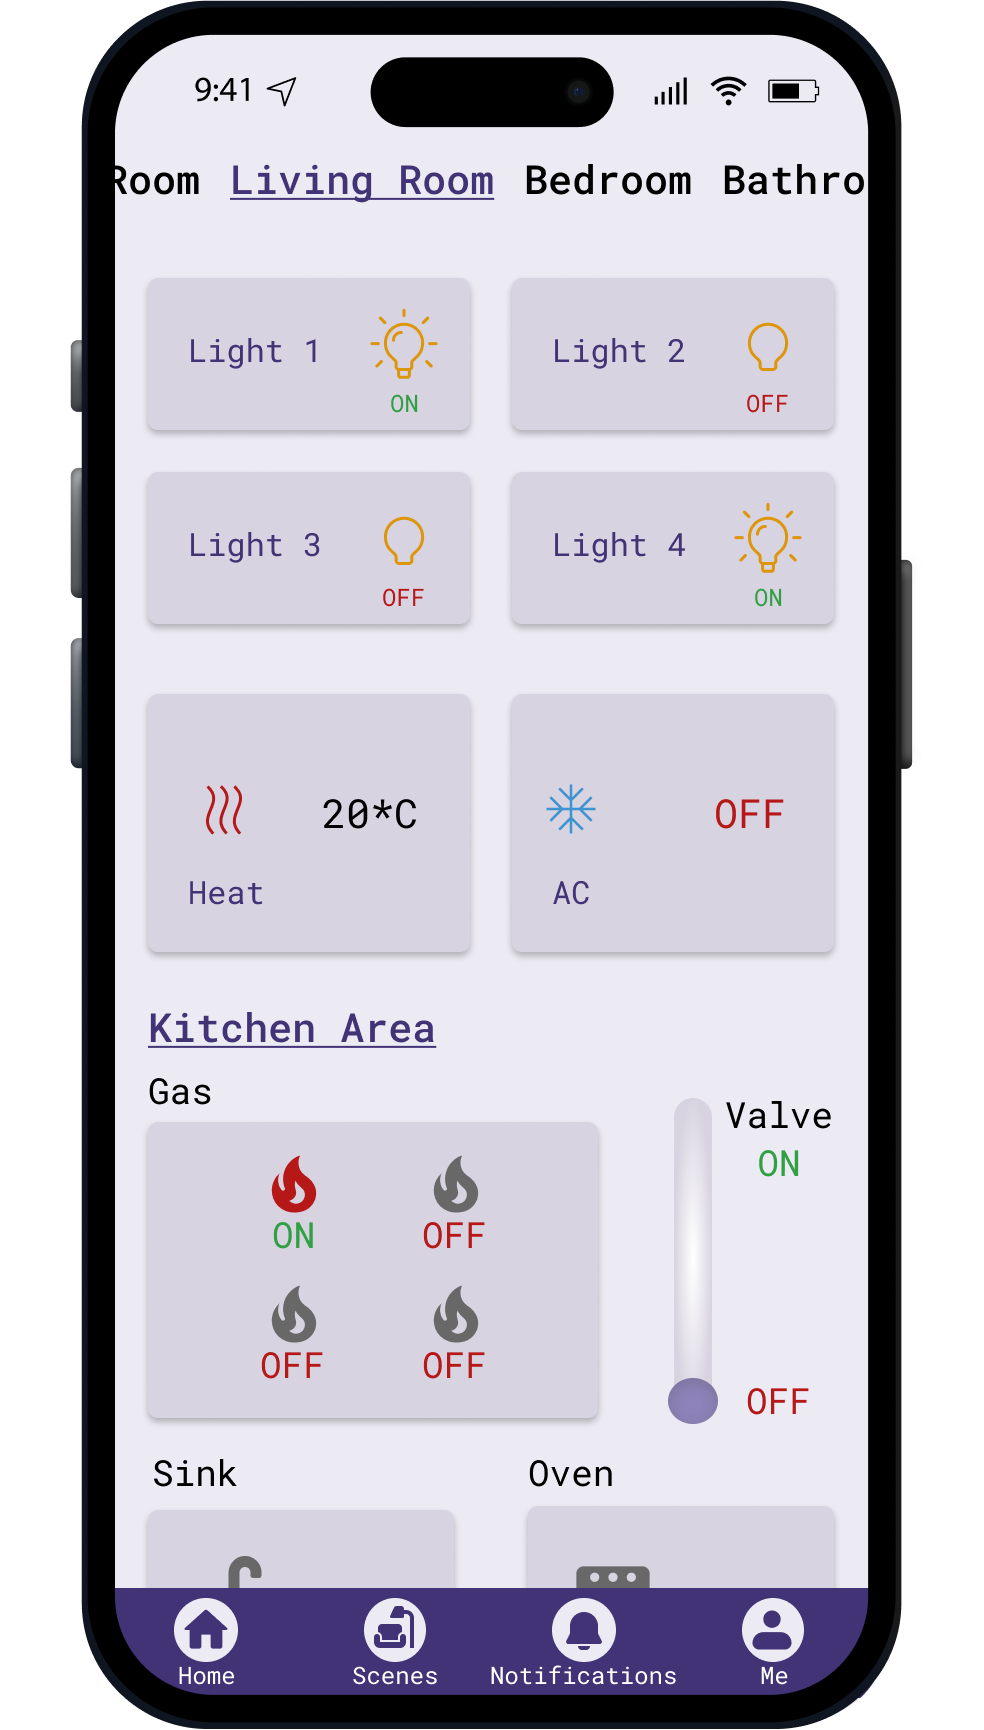 9:41
Room Living Room Bedroom Bathro
Light 1
ON
Light 2
OFF
Light 3
OFF
Light 4
ON
20*C
Heat
OFF
AC
Kitchen Area
Gas
ON
OFF
OFF
OFF
Valve
ON
OFF
Sink
Oven
Home
Scenes
Notifications
Me